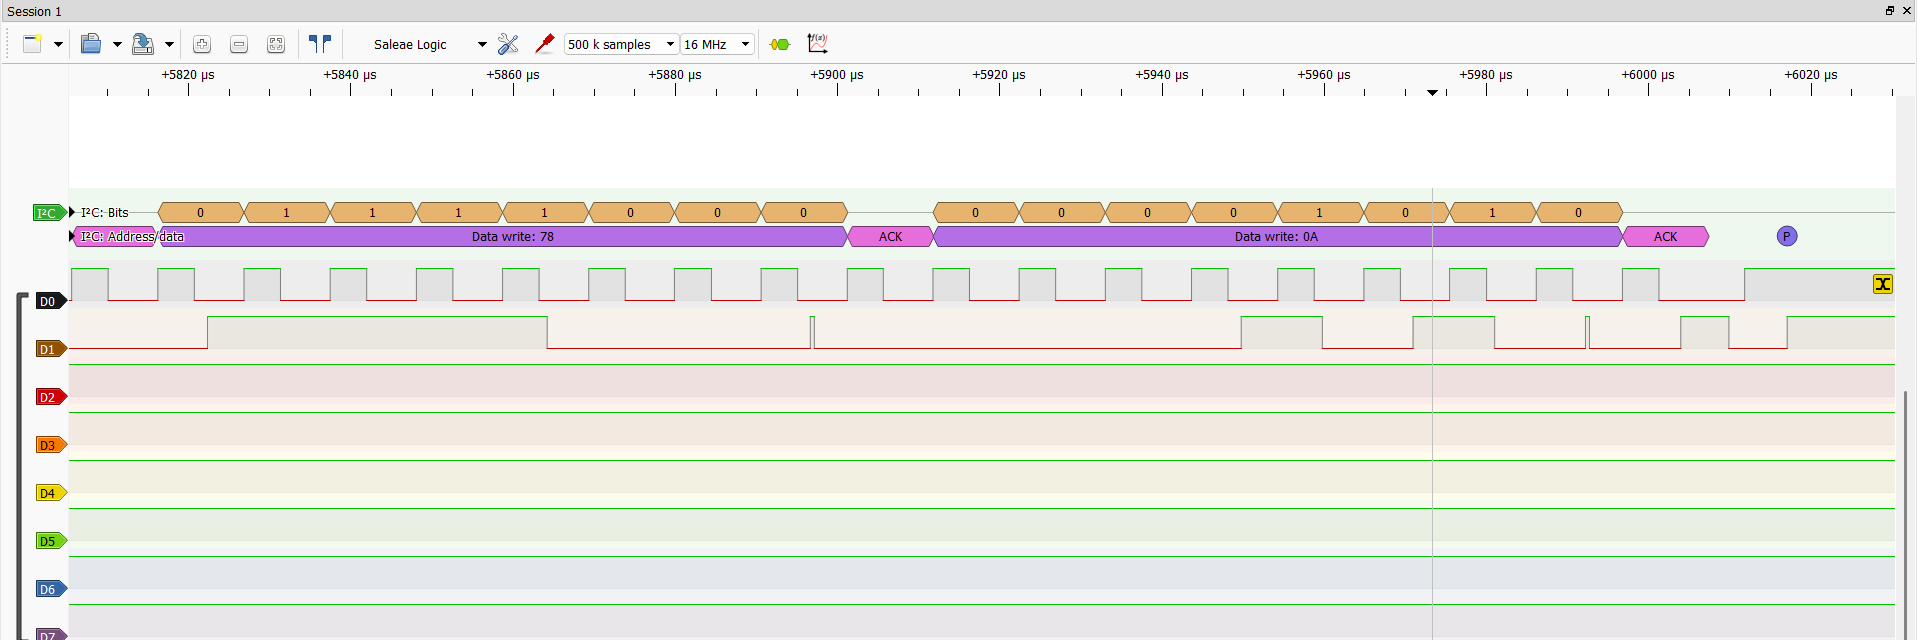 Session 1
Saleae Logic 500 k samples 16 MHz f(x)
+5820 µs +5840 µs +5860 µs +5880 µs +5900 µs +5920 µs +5940 µs +5960 µs +5980 µs +6000 µs +6020 µs
I²C I²C: Bits 0 1 1 1 1 0 0 0 0 0 0 0 1 0 1 0
I²C: Address/data Data write: 78 ACK Data write: 0A ACK P
D0
D1
D2
D3
D4
D5
D6
D7